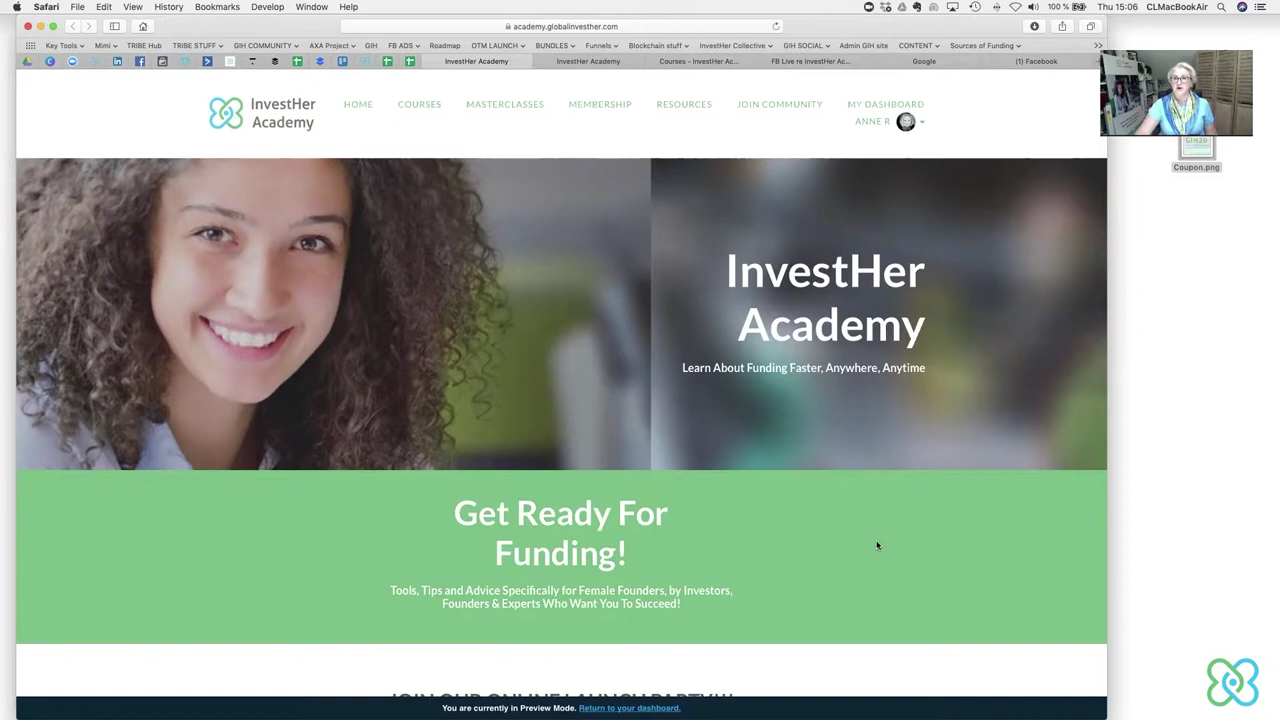 Safari File Edit View History Bookmarks Develop Window Help
100 % Thu 15:06 CLMacBookAir
academy.globalinvesther.com
Key Tools Mimi TRIBE Hub TRIBE STUFF GIH COMMUNITY AXA Project GIH FB ADS Roadmap OTM LAUNCH BUNDLES Funnels Blockchain stuff InvestHer Collective GIH SOCIAL Admin GIH site CONTENT Sources of Funding
InvestHer Academy InvestHer Academy Courses - InvestHer Ac... FB Live re InvestHer Ac... Google (1) Facebook
InvestHer
Academy
HOME COURSES MASTERCLASSES MEMBERSHIP RESOURCES JOIN COMMUNITY MY DASHBOARD
ANNE R
Coupon.png
InvestHer
Academy
Learn About Funding Faster, Anywhere, Anytime
Get Ready For
Funding!
Tools, Tips and Advice Specifically for Female Founders, by Investors,
Founders & Experts Who Want You To Succeed!
JOIN OUR ONLINE LAUNCH PARTY!!!
You are currently in Preview Mode. Return to your dashboard.